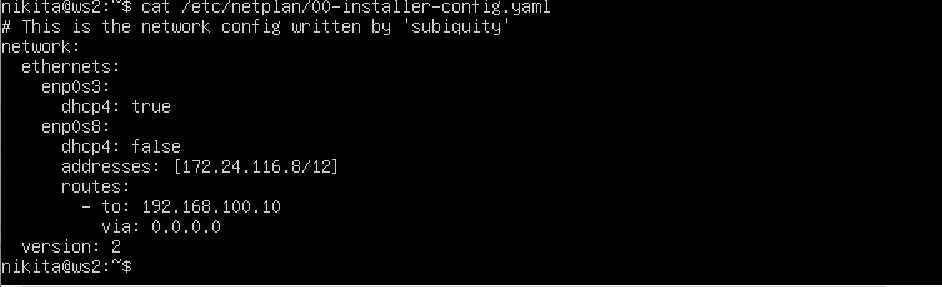 nikita@ws2:~$ cat /etc/netplan/00-installer-config.yaml
# This is the network config written by 'subiquity'
network:
  ethernets:
    enp0s3:
      dhcp4: true
    enp0s8:
      dhcp4: false
      addresses: [172.24.116.8/12]
      routes:
        - to: 192.168.100.10
          via: 0.0.0.0
  version: 2
nikita@ws2:~$